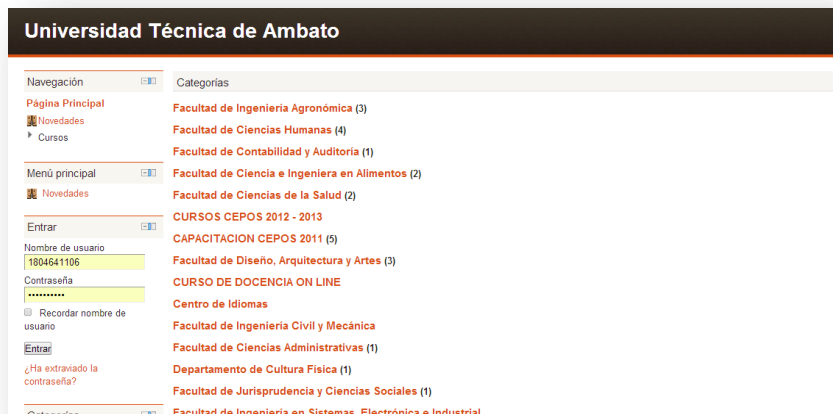 Universidad Técnica de Ambato
Navegación
Página Principal
Novedades
Cursos
Menú principal
Novedades
Entrar
Nombre de usuario
1804641106
Contraseña
••••••••••
Recordar nombre de
usuario
Entrar
¿Ha extraviado la
contraseña?
Categorías
Categorías
Facultad de Ingeniería Agronómica (3)
Facultad de Ciencias Humanas (4)
Facultad de Contabilidad y Auditoría (1)
Facultad de Ciencia e Ingeniera en Alimentos (2)
Facultad de Ciencias de la Salud (2)
CURSOS CEPOS 2012 - 2013
CAPACITACION CEPOS 2011 (5)
Facultad de Diseño, Arquitectura y Artes (3)
CURSO DE DOCENCIA ON LINE
Centro de Idiomas
Facultad de Ingeniería Civil y Mecánica
Facultad de Ciencias Administrativas (1)
Departamento de Cultura Física (1)
Facultad de Jurisprudencia y Ciencias Sociales (1)
Facultad de Ingeniería en Sistemas, Electrónica e Industrial